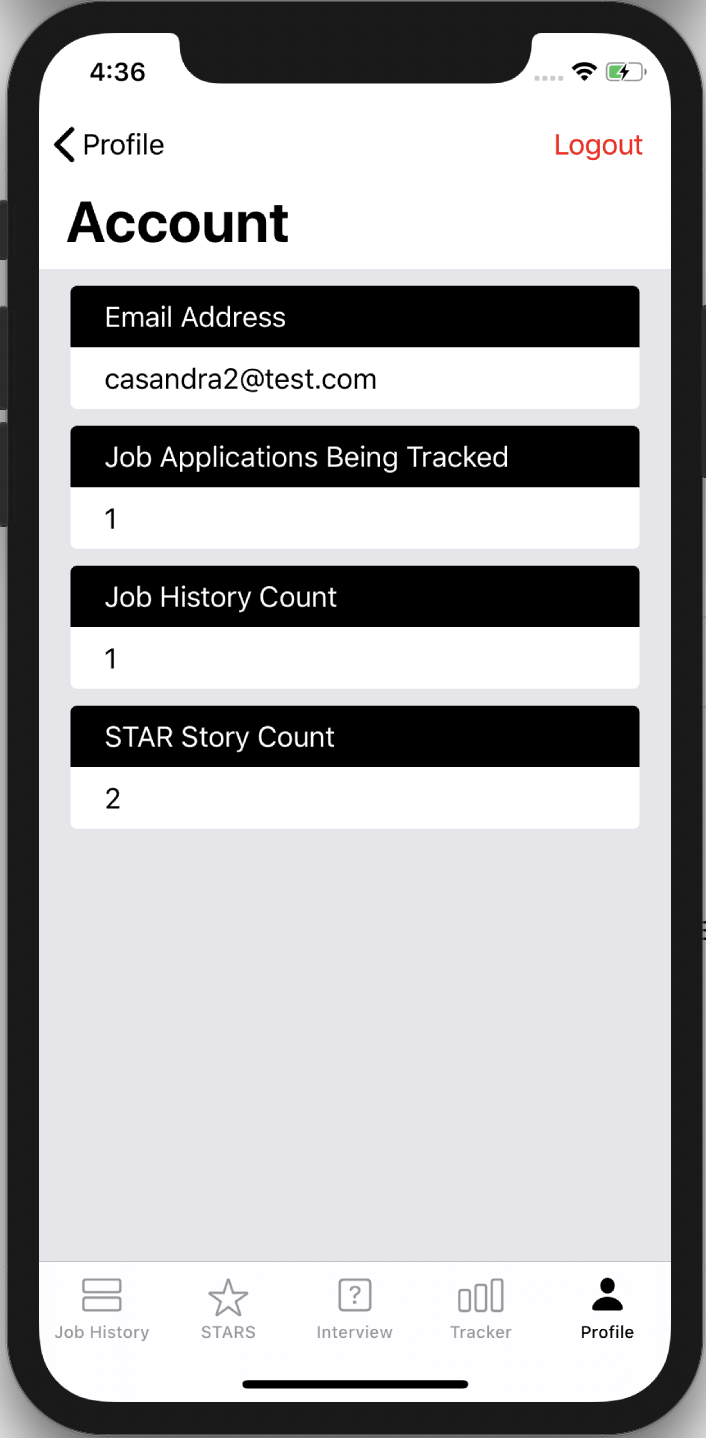 4:36
Profile
Logout
Account
Email Address
casandra2@test.com
Job Applications Being Tracked
1
Job History Count
1
STAR Story Count
2
?
Job History
STARS
Interview
Tracker
Profile